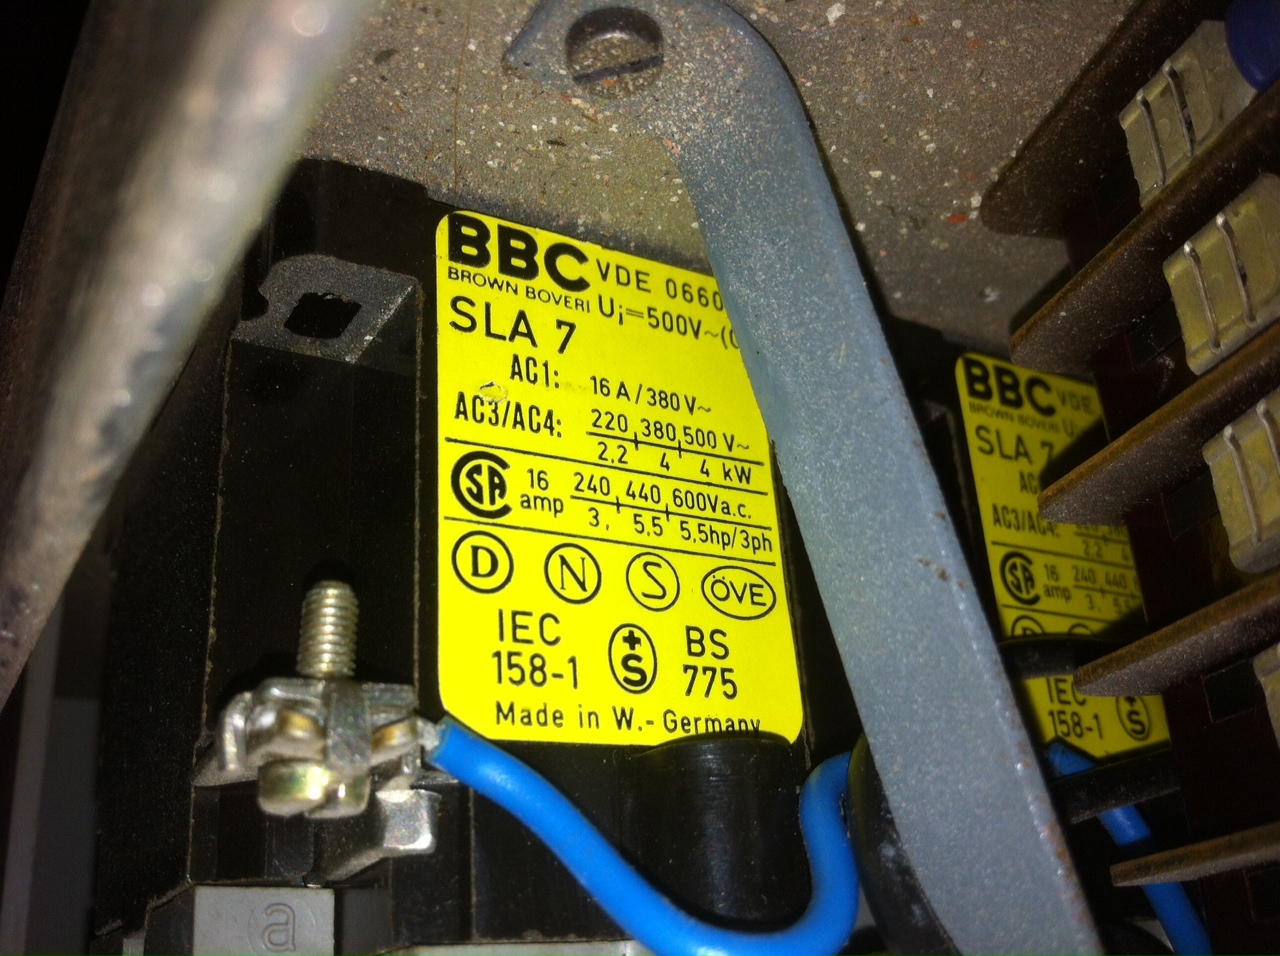 BBC VDE 0660
BROWN BOVERI Ui=500V~(
SLA 7
AC1: 16 A/380 V~
AC3/AC4: 220 380 500 V~
2,2 4 4 kW
SA 16 amp 240 440 600Va.c.
3, 5,5 5,5hp/3ph
D N S ÖVE
IEC 158-1 +S BS 775
Made in W.-Germany
a
BBC VDE
BROWN BOVERI U
SLA 7
AC3/AC4:
2,2 4
SA 16 amp 240 440
3, 5,5
D
IEC
158-1 +S